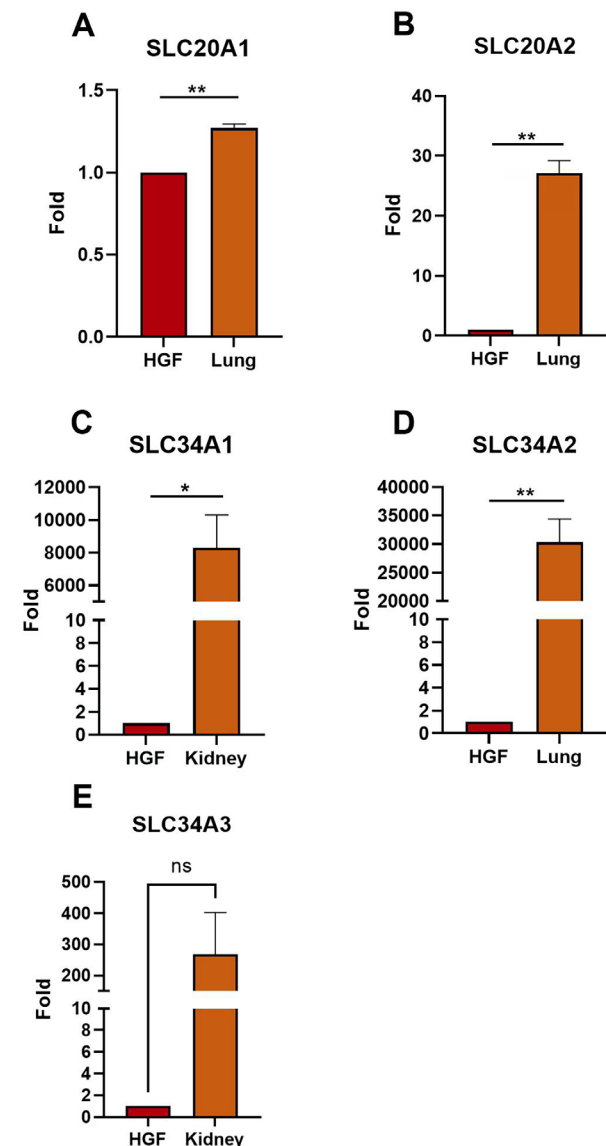 A
SLC20A1
**
1.5
1.0
0.5
0.0
Fold
HGF Lung
B
SLC20A2
**
40
30
20
10
0
Fold
HGF Lung
C
SLC34A1
*
12000
10000
8000
6000
10
8
6
4
2
0
Fold
HGF Kidney
D
SLC34A2
**
40000
35000
30000
25000
20000
10
8
6
4
2
0
Fold
HGF Lung
E
SLC34A3
ns
500
400
300
200
10
8
6
4
2
0
Fold
HGF Kidney